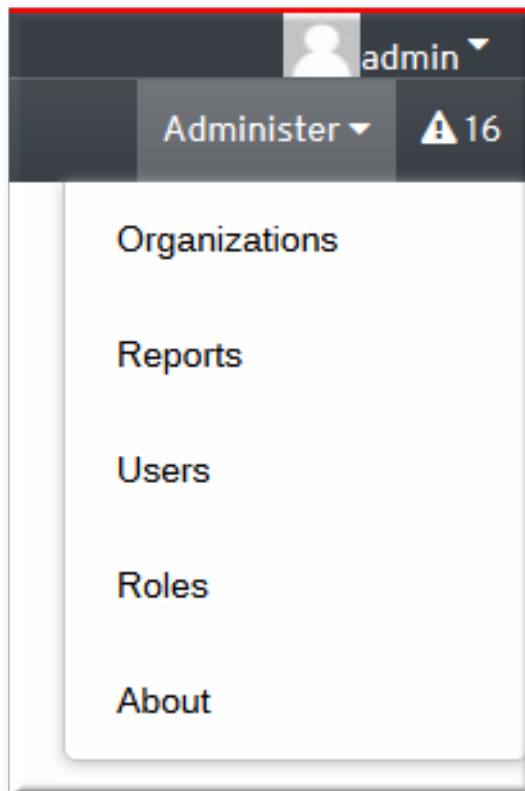 admin
Administer 16
Organizations
Reports
Users
Roles
About